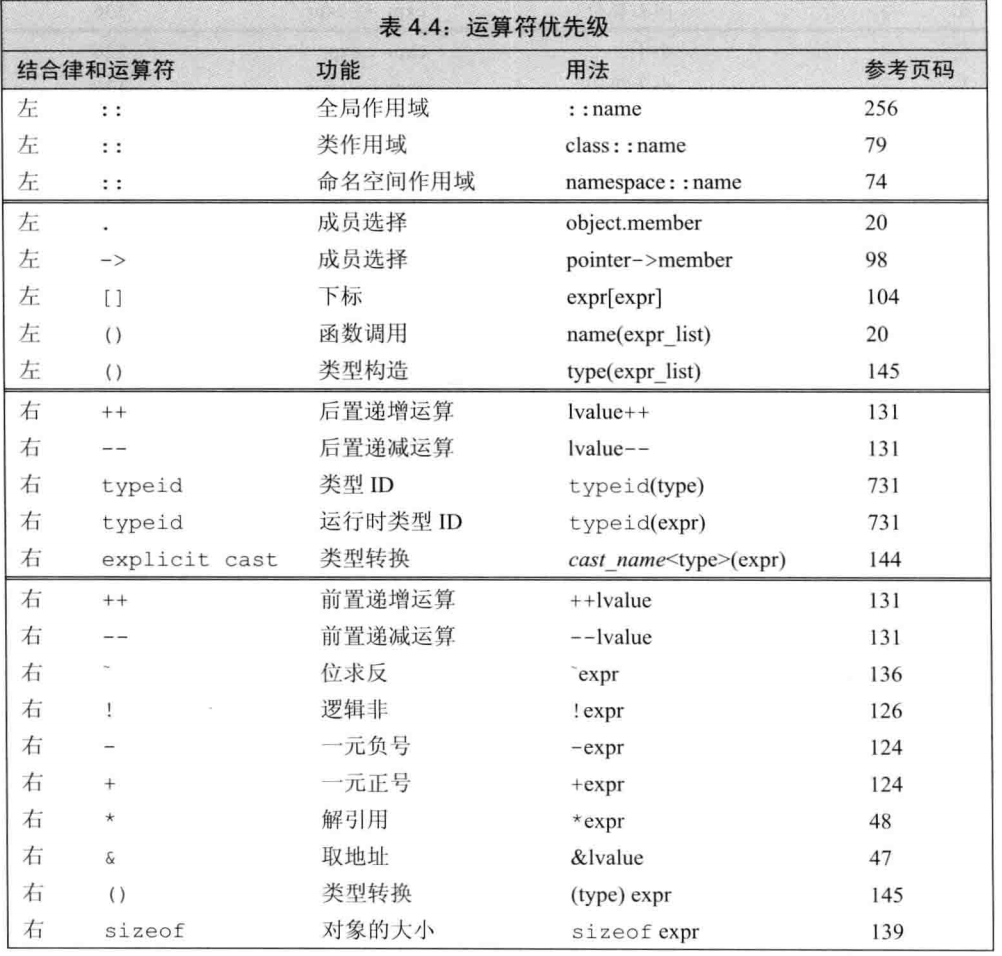 表 4.4：运算符优先级
结合律和运算符 功能 用法 参考页码
左 :: 全局作用域 ::name 256
左 :: 类作用域 class::name 79
左 :: 命名空间作用域 namespace::name 74
左 . 成员选择 object.member 20
左 -> 成员选择 pointer->member 98
左 [] 下标 expr[expr] 104
左 () 函数调用 name(expr_list) 20
左 () 类型构造 type(expr_list) 145
右 ++ 后置递增运算 lvalue++ 131
右 -- 后置递减运算 lvalue-- 131
右 typeid 类型 ID typeid(type) 731
右 typeid 运行时类型 ID typeid(expr) 731
右 explicit cast 类型转换 cast_name<type>(expr) 144
右 ++ 前置递增运算 ++lvalue 131
右 -- 前置递减运算 --lvalue 131
右 ~ 位求反 ~expr 136
右 ! 逻辑非 !expr 126
右 - 一元负号 -expr 124
右 + 一元正号 +expr 124
右 * 解引用 *expr 48
右 & 取地址 &lvalue 47
右 () 类型转换 (type) expr 145
右 sizeof 对象的大小 sizeof expr 139